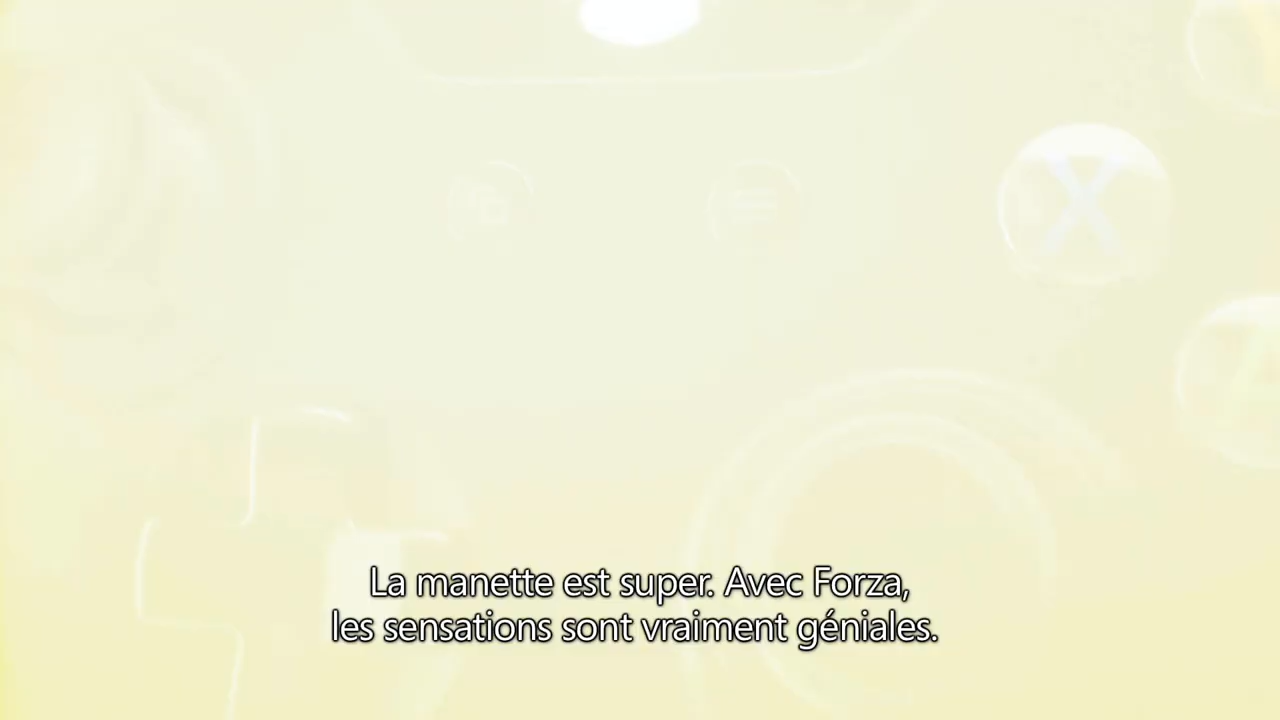 X
La manette est super. Avec Forza,
les sensations sont vraiment géniales.